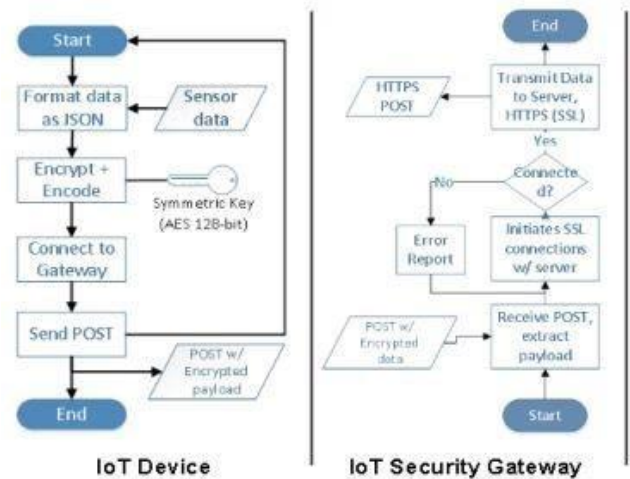 Start
Format data
as JSON
Sensor
data
Encrypt +
Encode
Symmetric Key
(AES 128-bit)
Connect to
Gateway
Send POST
POST w/
Encrypted
payload
End
IoT Device
End
Transmit Data
to Server,
HTTPS (SSL)
HTTPS
POST
Yes
Connecte
d?
No
Error
Report
Initiates SSL
connections
w/ server
POST w/
Encrypted
data
Receive POST,
extract
payload
Start
IoT Security Gateway